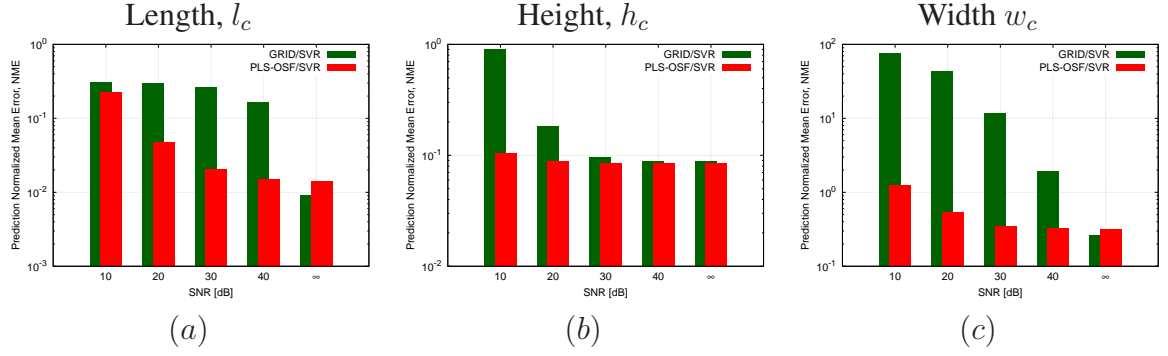 Length, l_c
10^0
10^-1
10^-2
10^-3
Prediction Normalized Mean Error, NME
GRID/SVR
PLS-OSF/SVR
10 20 30 40 ∞
SNR [dB]
(a)
Height, h_c
10^0
10^-1
10^-2
Prediction Normalized Mean Error, NME
GRID/SVR
PLS-OSF/SVR
10 20 30 40 ∞
SNR [dB]
(b)
Width w_c
10^2
10^1
10^0
10^-1
Prediction Normalized Mean Error, NME
GRID/SVR
PLS-OSF/SVR
10 20 30 40 ∞
SNR [dB]
(c)